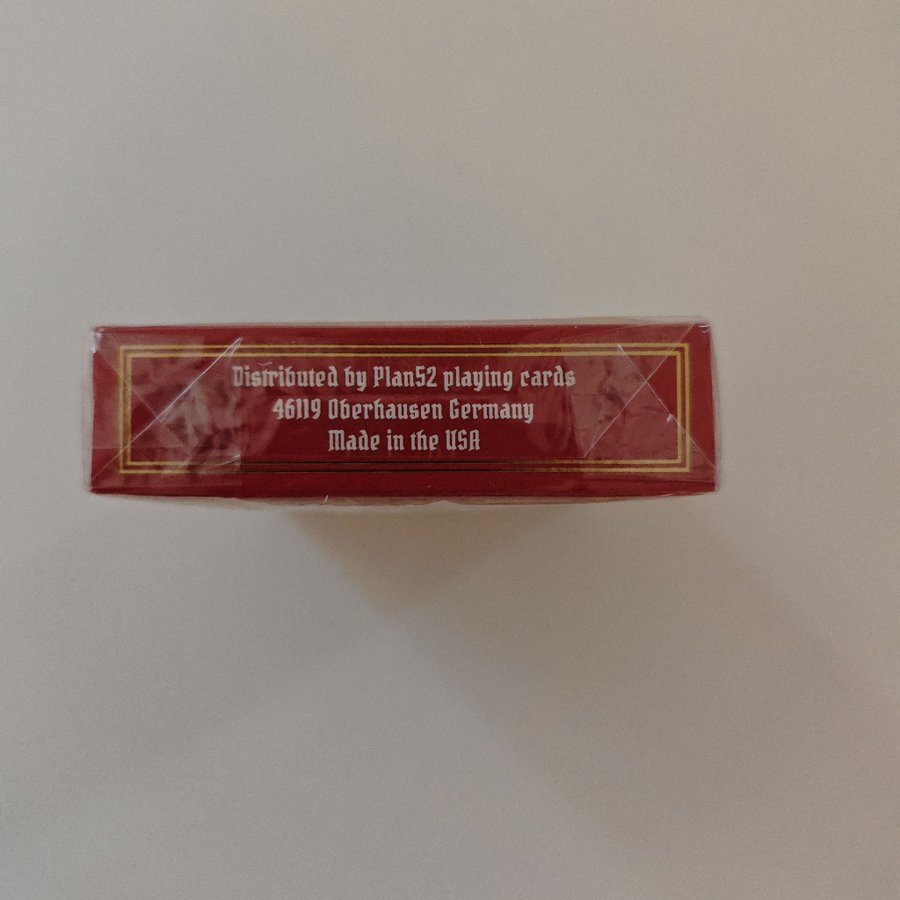 Distributed by Plan52 playing cards
46119 Oberhausen Germany
Made in the USA